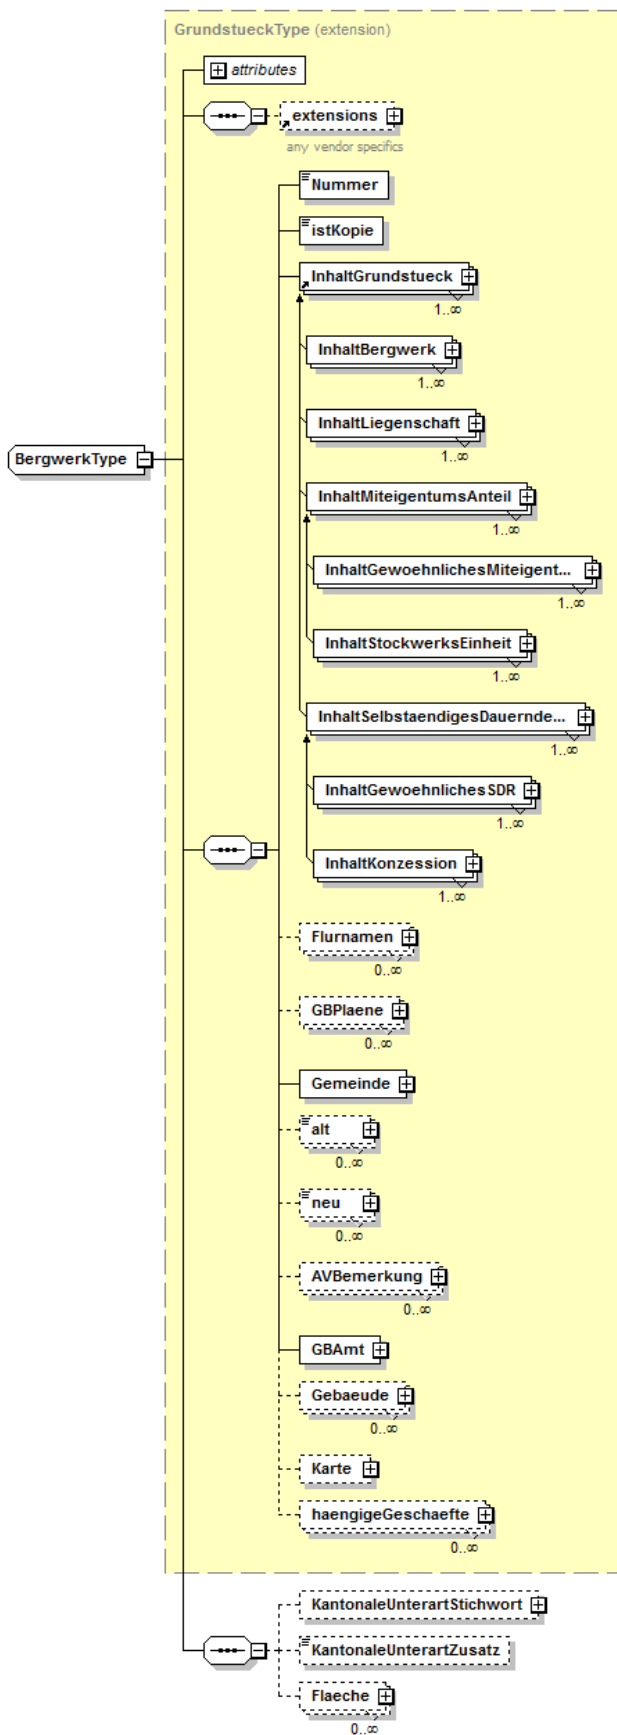 GrundstueckType (extension)
attributes
extensions
any vendor specifics
Nummer
istKopie
InhaltGrundstueck
1..∞
InhaltBergwerk
1..∞
InhaltLiegenschaft
1..∞
BergwerkType
InhaltMiteigentumsAnteil
1..∞
InhaltGewoehnlichesMiteigent...
1..∞
InhaltStockwerksEinheit
1..∞
InhaltSelbstaendigesDauernde...
1..∞
InhaltGewoehnlichesSDR
1..∞
InhaltKonzession
1..∞
Flurnamen
0..∞
GBPlaene
0..∞
Gemeinde
alt
0..∞
neu
0..∞
AVBemerkung
0..∞
GBAmt
Gebaeude
0..∞
Karte
haengigeGeschaefte
0..∞
KantonaleUnterartStichwort
KantonaleUnterartZusatz
Flaeche
0..∞